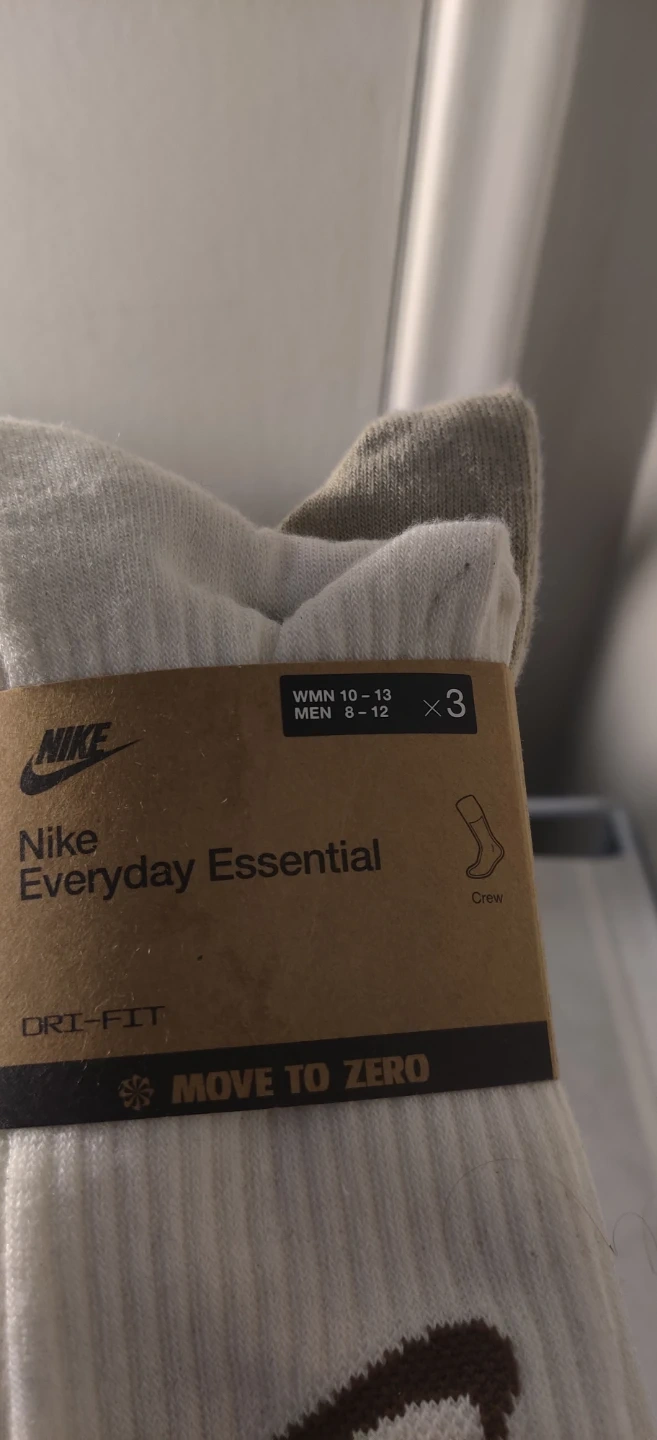 WMN 10 – 13
MEN 8 – 12
×3
NIKE
Nike
Everyday Essential
Crew
DRI-FIT
MOVE TO ZERO